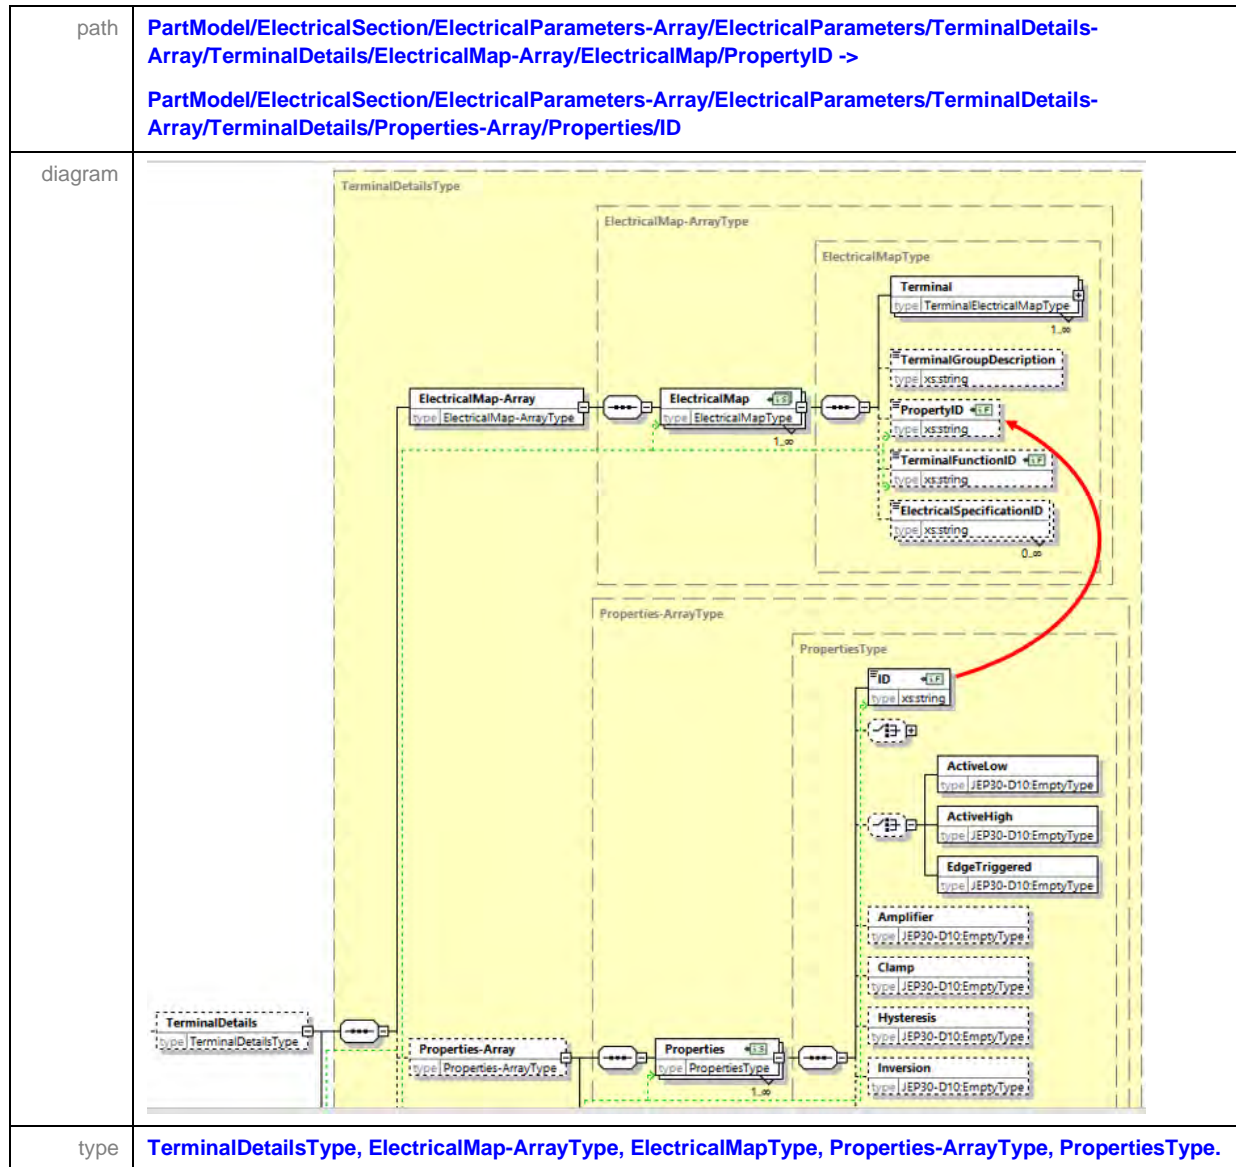 path
PartModel/ElectricalSection/ElectricalParameters-Array/ElectricalParameters/TerminalDetails-
Array/TerminalDetails/ElectricalMap-Array/ElectricalMap/PropertyID ->
PartModel/ElectricalSection/ElectricalParameters-Array/ElectricalParameters/TerminalDetails-
Array/TerminalDetails/Properties-Array/Properties/ID
diagram
TerminalDetailsType
ElectricalMap-ArrayType
ElectricalMapType
Terminal
type TerminalElectricalMapType
1..∞
TerminalGroupDescription
type xs:string
ElectricalMap-Array
type ElectricalMap-ArrayType
ElectricalMap
type ElectricalMapType
1..∞
PropertyID
type xs:string
TerminalFunctionID
type xs:string
ElectricalSpecificationID
type xs:string
0..∞
Properties-ArrayType
PropertiesType
ID
type xs:string
ActiveLow
type JEP30-D10:EmptyType
ActiveHigh
type JEP30-D10:EmptyType
EdgeTriggered
type JEP30-D10:EmptyType
Amplifier
type JEP30-D10:EmptyType
Clamp
type JEP30-D10:EmptyType
Hysteresis
type JEP30-D10:EmptyType
Inversion
type JEP30-D10:EmptyType
TerminalDetails
type TerminalDetailsType
Properties-Array
type Properties-ArrayType
Properties
type PropertiesType
1..∞
type
TerminalDetailsType, ElectricalMap-ArrayType, ElectricalMapType, Properties-ArrayType, PropertiesType.